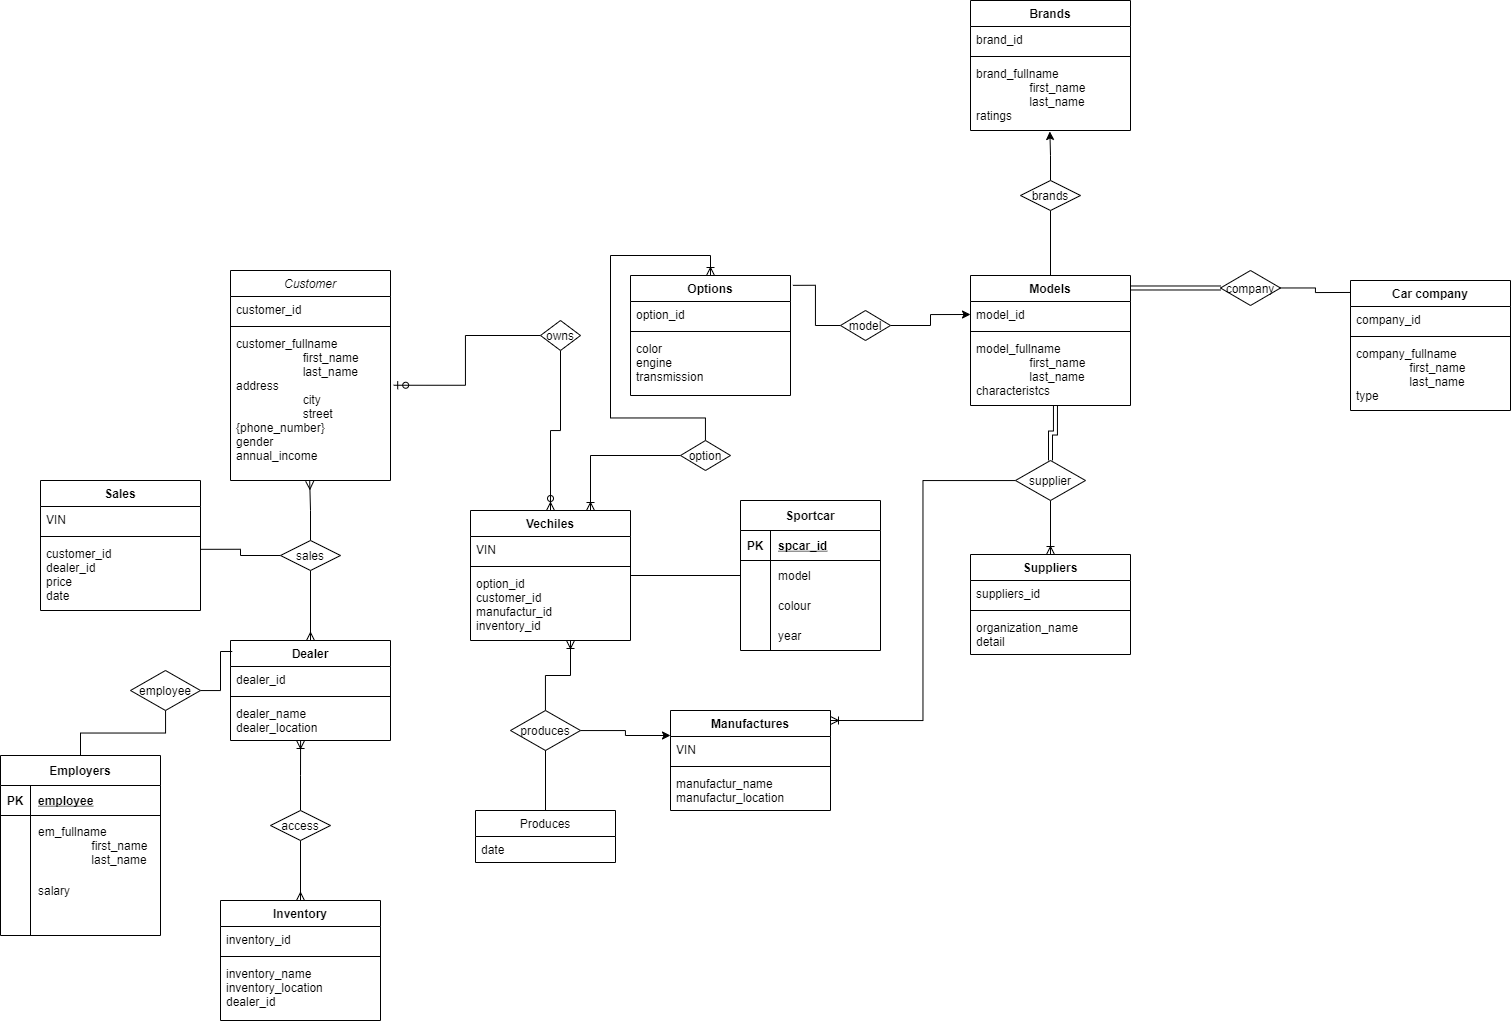 Brands
brand_id
brand_fullname
first_name
last_name
ratings
brands
Customer
customer_id
customer_fullname
first_name
last_name
address
city
street
{phone_number}
gender
annual_income
owns
Options
option_id
color
engine
transmission
model
Models
model_id
model_fullname
first_name
last_name
characteristcs
company
Car company
company_id
company_fullname
first_name
last_name
type
option
supplier
Sales
VIN
customer_id
dealer_id
price
date
sales
Vechiles
VIN
option_id
customer_id
manufactur_id
inventory_id
Sportcar
PK
spcar_id
model
colour
year
Suppliers
suppliers_id
organization_name
detail
Dealer
dealer_id
dealer_name
dealer_location
employee
produces
Manufactures
VIN
manufactur_name
manufactur_location
Employers
PK
employee
em_fullname
first_name
last_name
salary
access
Produces
date
Inventory
inventory_id
inventory_name
inventory_location
dealer_id